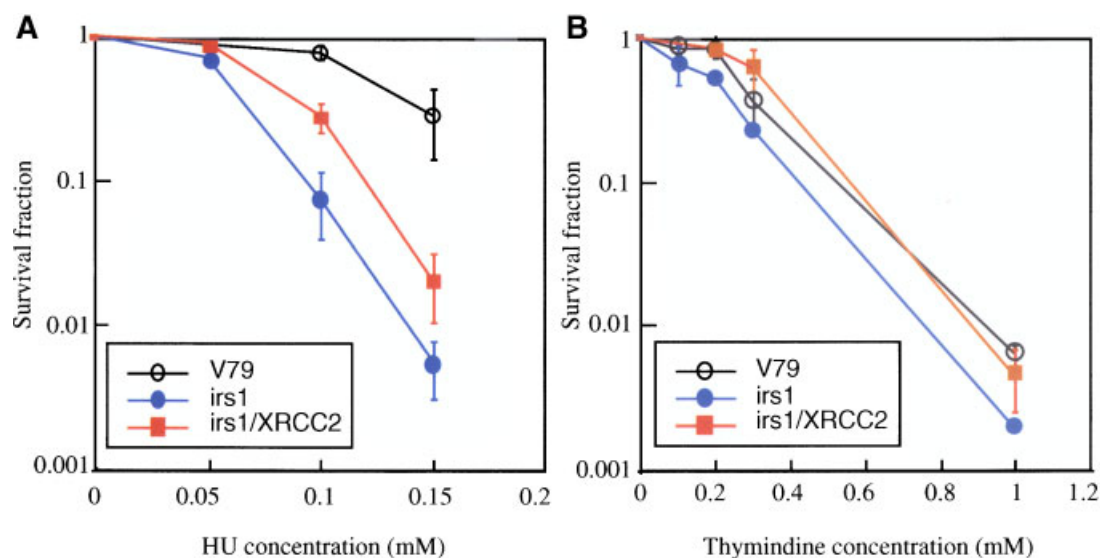 A
1
0.1
0.01
0.001
Survival fraction
V79
irs1
irs1/XRCC2
0 0.05 0.1 0.15 0.2
HU concentration (mM)
B
1
0.1
0.01
0.001
Survival fraction
V79
irs1
irs1/XRCC2
0 0.2 0.4 0.6 0.8 1 1.2
Thymindine concentration (mM)